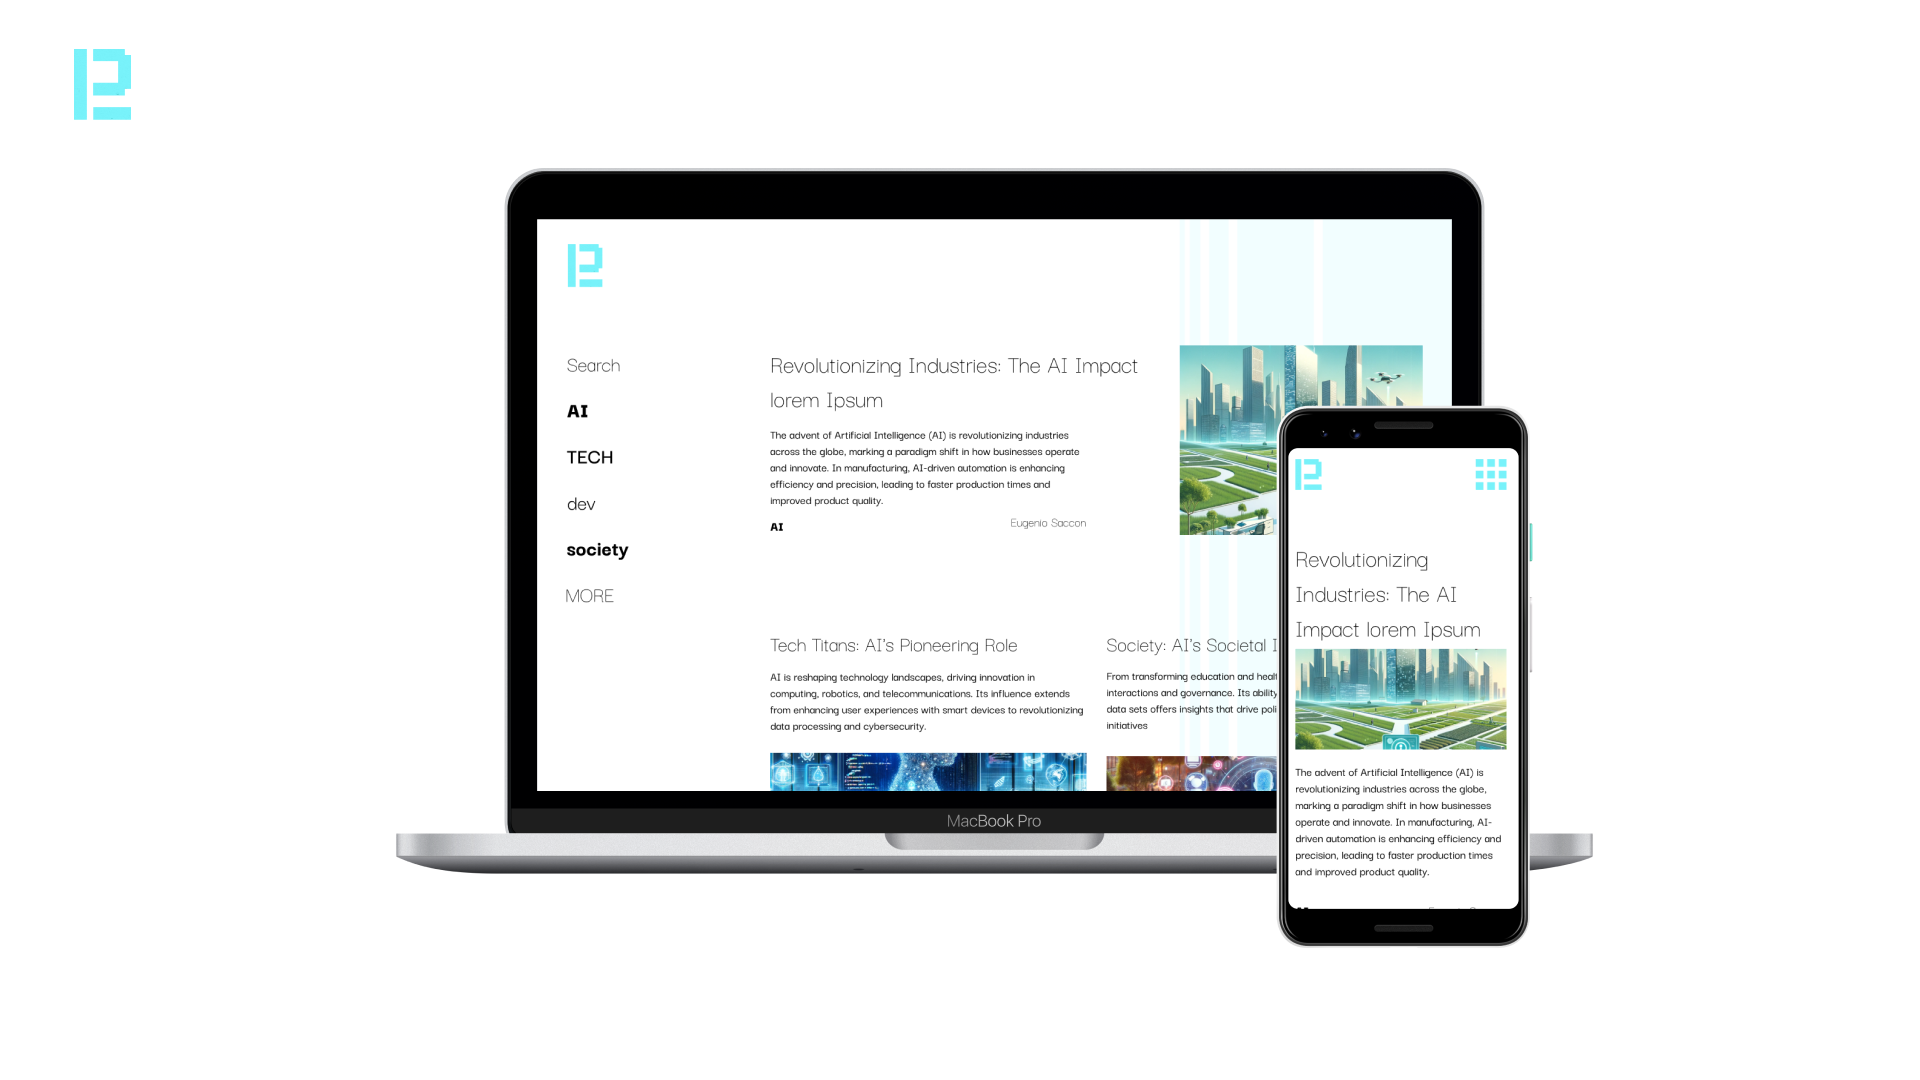 Search
AI
TECH
dev
society
MORE
Revolutionizing Industries: The AI Impact
lorem Ipsum
The advent of Artificial Intelligence (AI) is revolutionizing industries
across the globe, marking a paradigm shift in how businesses operate
and innovate. In manufacturing, AI-driven automation is enhancing
efficiency and precision, leading to faster production times and
improved product quality.
AI
Eugenio Saccon
Tech Titans: AI's Pioneering Role
AI is reshaping technology landscapes, driving innovation in
computing, robotics, and telecommunications. Its influence extends
from enhancing user experiences with smart devices to revolutionizing
data processing and cybersecurity.
Society: AI's Societal
From transforming education and
interactions and governance. Its ability
data sets offers insights that drive
initiatives
MacBook Pro
Revolutionizing
Industries: The AI
Impact lorem Ipsum
The advent of Artificial Intelligence (AI) is
revolutionizing industries across the globe,
marking a paradigm shift in how businesses
operate and innovate. In manufacturing, AI-
driven automation is enhancing efficiency and
precision, leading to faster production times
and improved product quality.